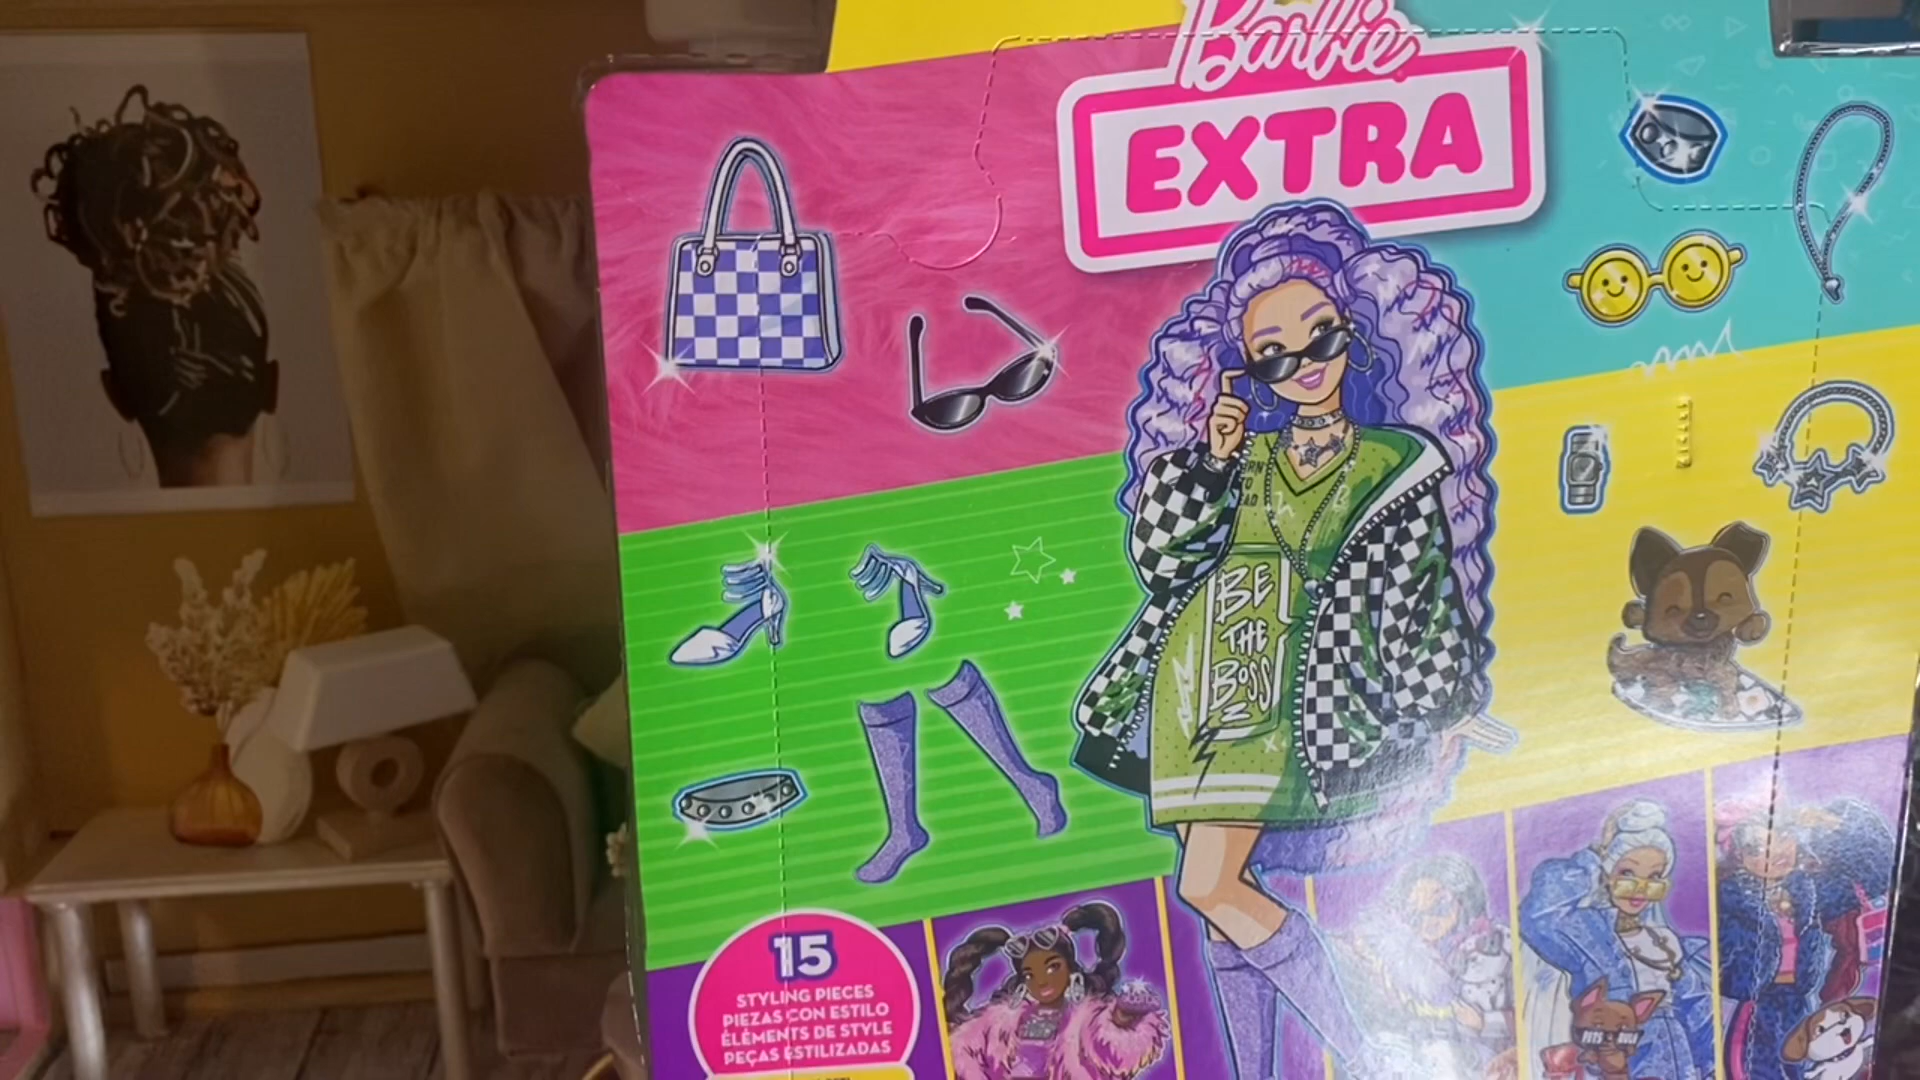 Barbie
EXTRA
BE
THE
BOSS
15
STYLING PIECES
PIEZAS CON ESTILO
ÉLÉMENTS DE STYLE
PEÇAS ESTILIZADAS